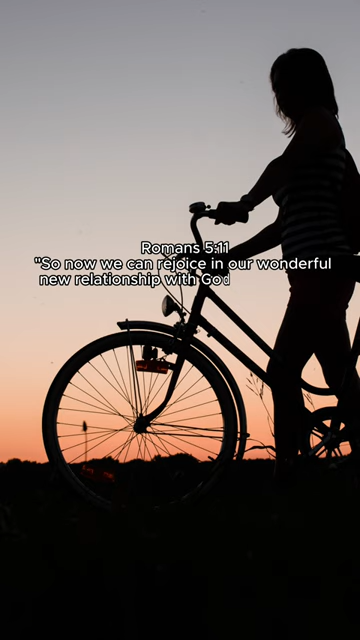 Romans 5:11
"So now we can rejoice in our wonderful
new relationship with God